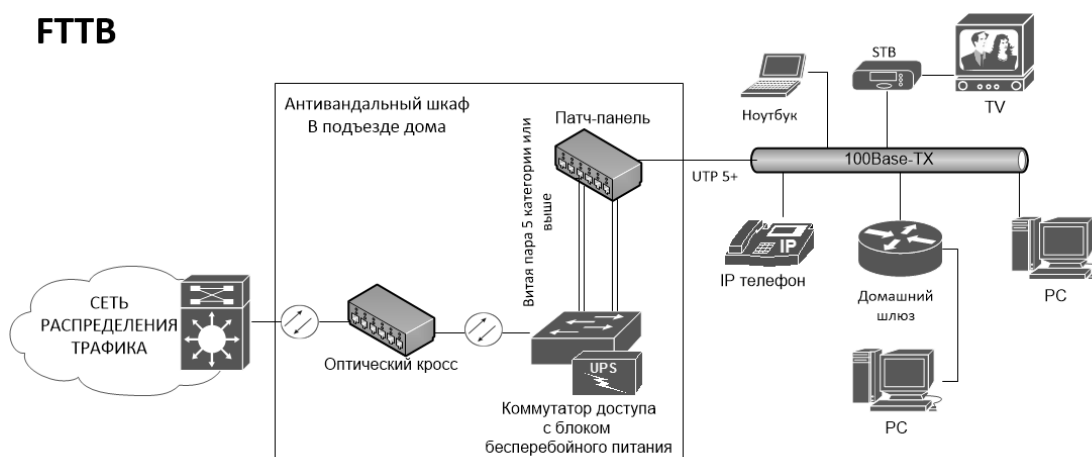 FTTB
Антивандальный шкаф
В подъезде дома
Патч-панель
Витая пара 5 категории или
выше
Ноутбук
STB
TV
100Base-TX
UTP 5+
IP
IP телефон
Домашний
шлюз
PC
PC
СЕТЬ
РАСПРЕДЕЛЕНИЯ
ТРАФИКА
Оптический кросс
UPS
Коммутатор доступа
с блоком
бесперебойного питания